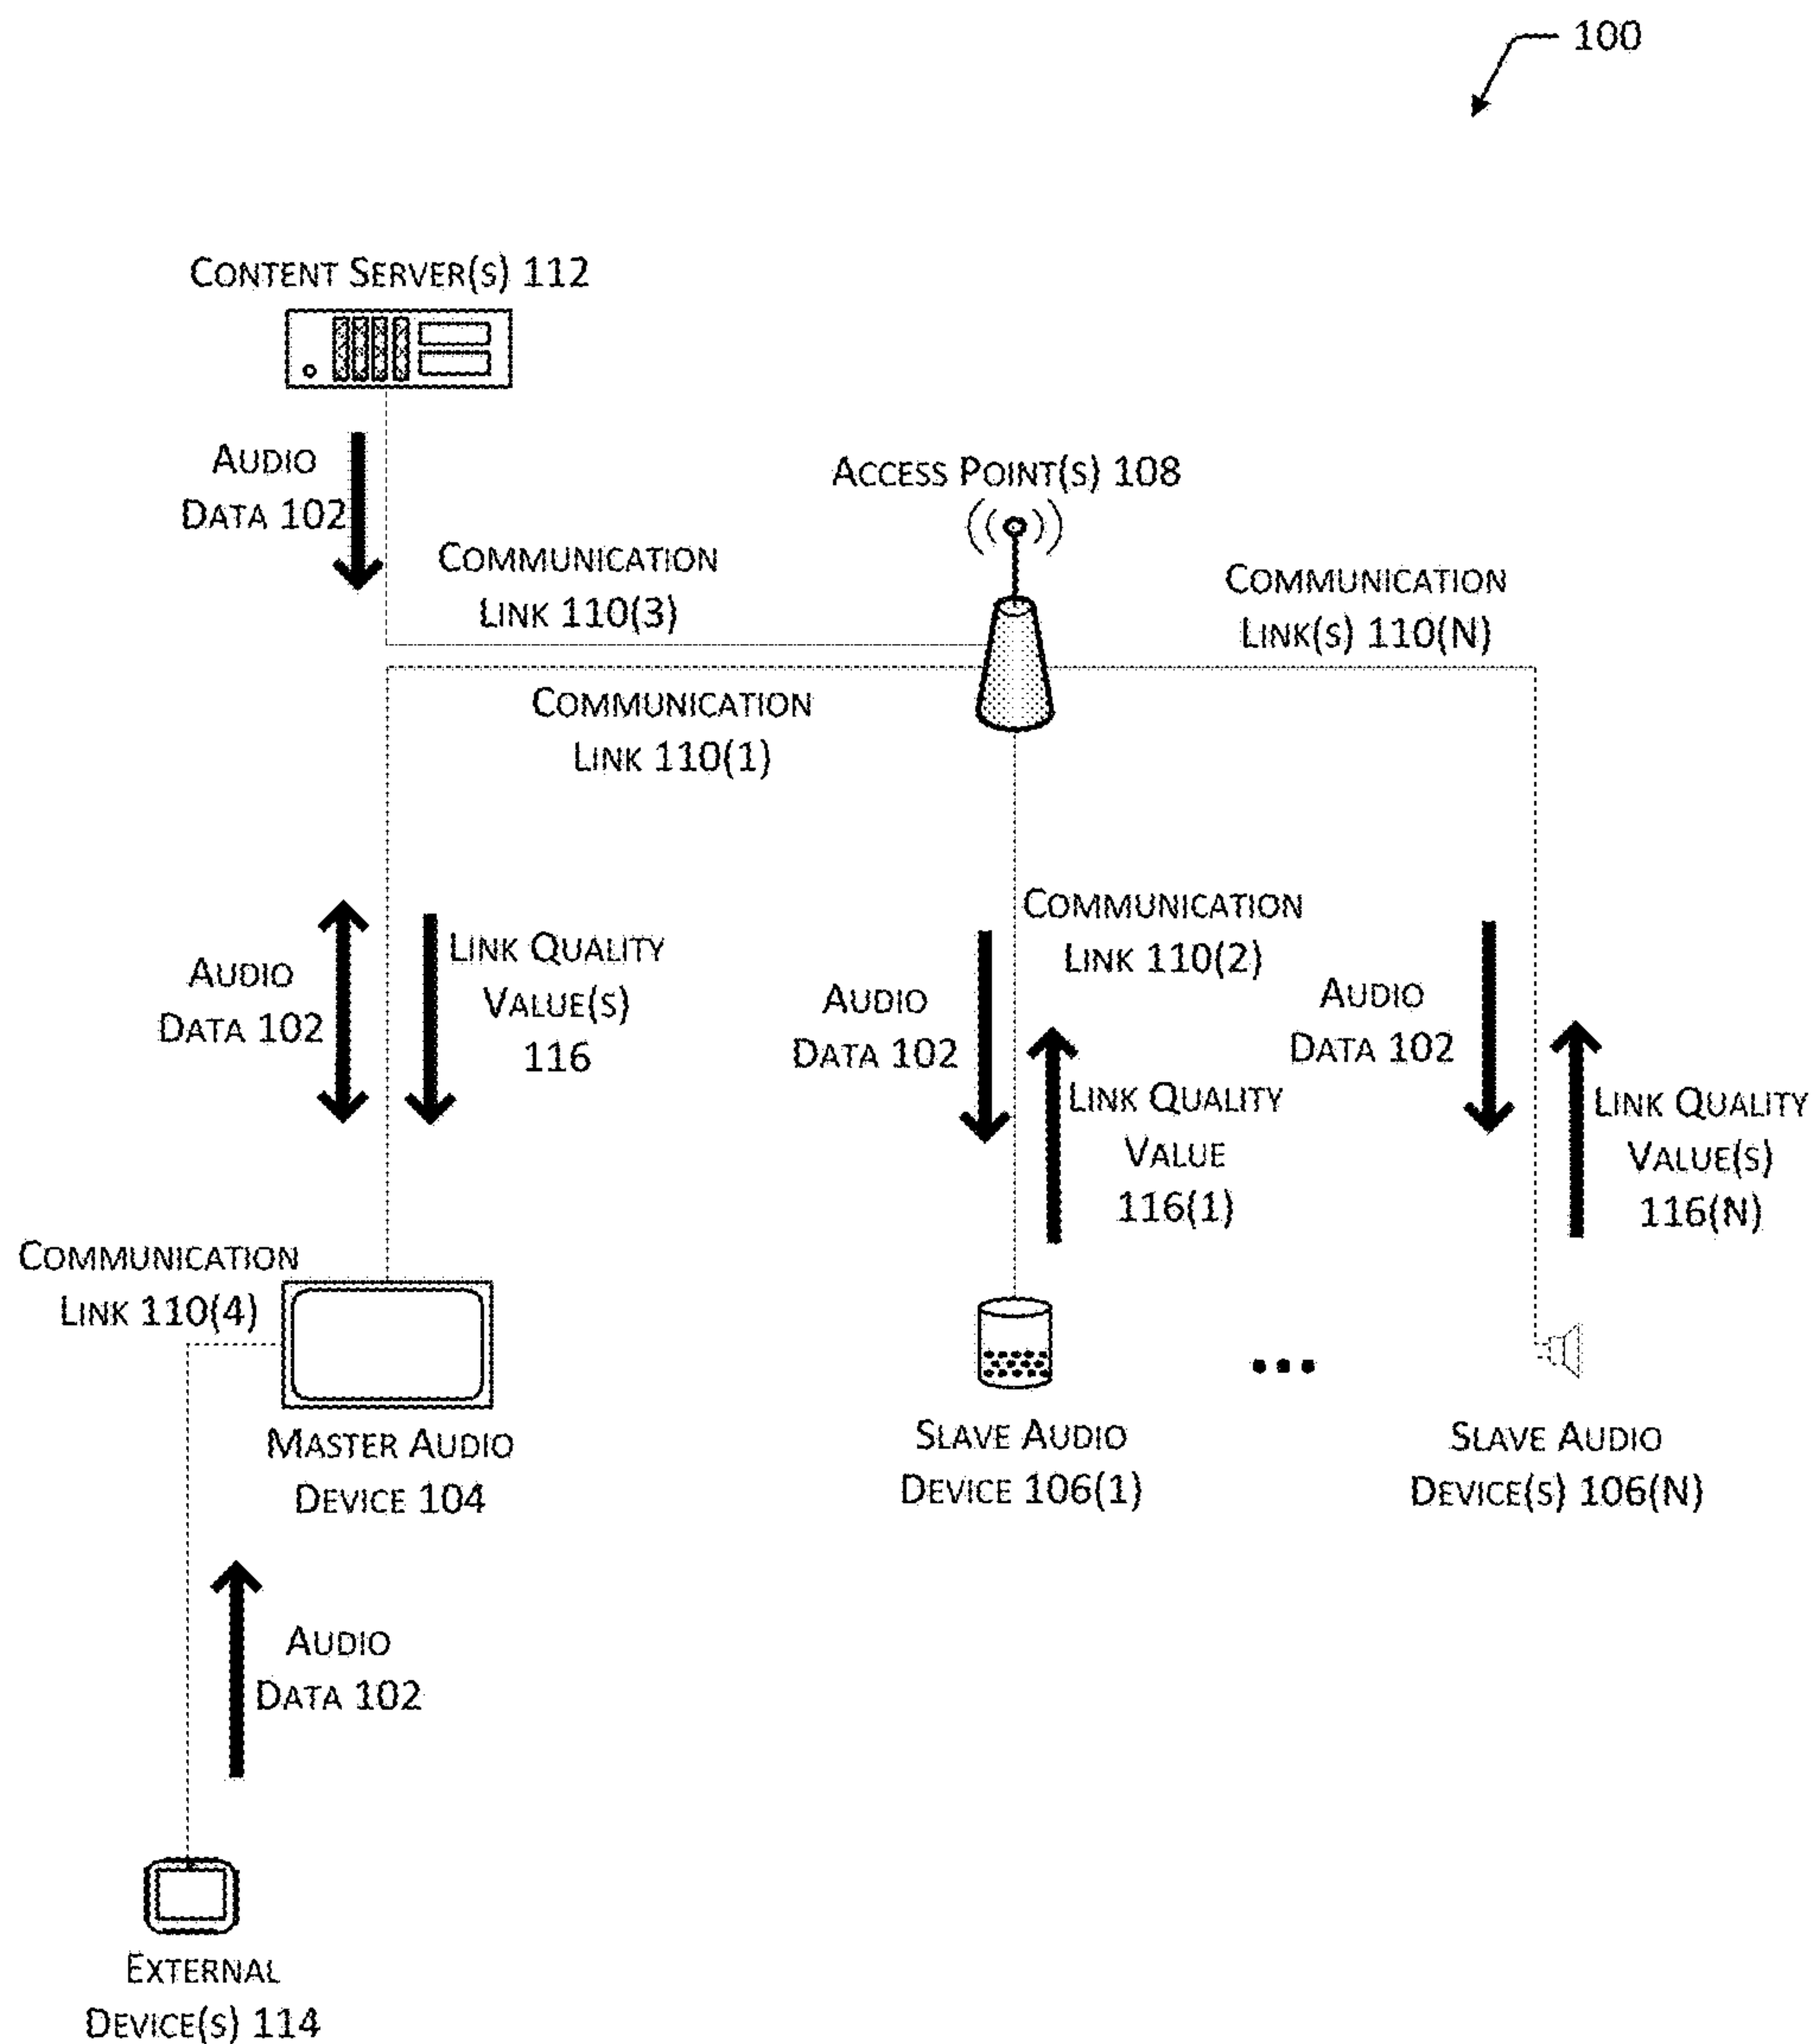 100
CONTENT SERVER(S) 112
AUDIO
DATA 102
ACCESS POINT(S) 108
COMMUNICATION
LINK 110(3)
COMMUNICATION
LINK(S) 110(N)
COMMUNICATION
LINK 110(1)
AUDIO
DATA 102
LINK QUALITY
VALUE(S)
116
COMMUNICATION
LINK 110(2)
AUDIO
DATA 102
LINK QUALITY
VALUE
116(1)
AUDIO
DATA 102
LINK QUALITY
VALUE(S)
116(N)
COMMUNICATION
LINK 110(4)
MASTER AUDIO
DEVICE 104
SLAVE AUDIO
DEVICE 106(1)
...
SLAVE AUDIO
DEVICE(S) 106(N)
AUDIO
DATA 102
EXTERNAL
DEVICE(S) 114